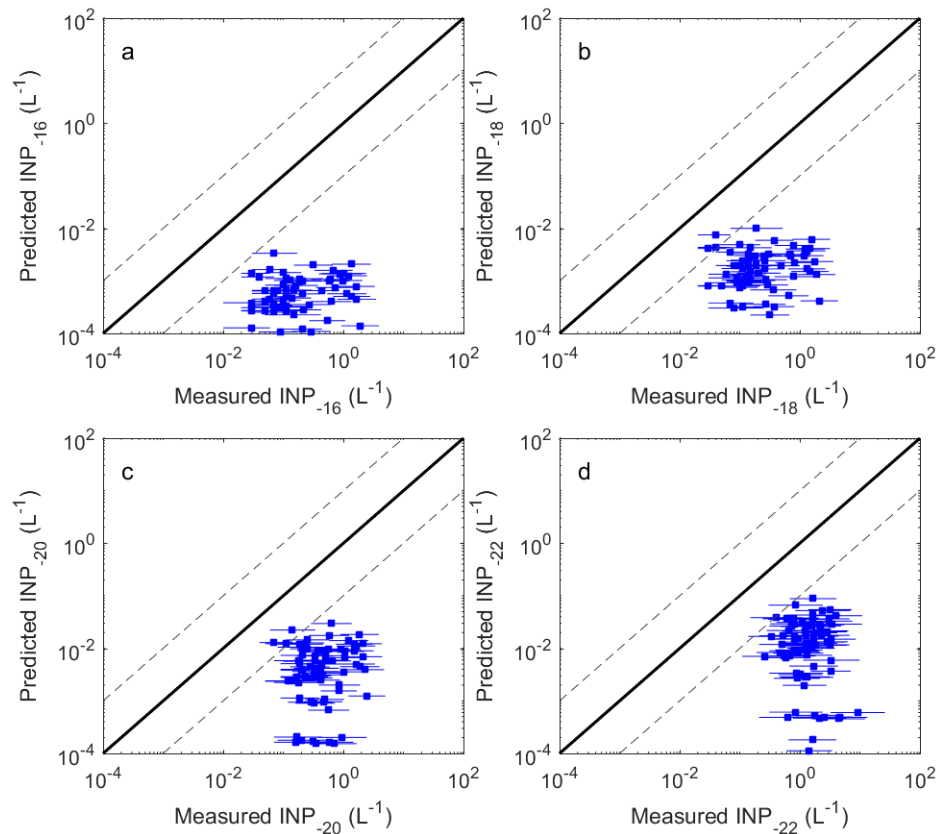 a
10^2
10^0
10^-2
10^-4
Predicted INP_-16 (L^-1)
10^-4 10^-2 10^0 10^2
Measured INP_-16 (L^-1)
b
10^2
10^0
10^-2
10^-4
Predicted INP_-18 (L^-1)
10^-4 10^-2 10^0 10^2
Measured INP_-18 (L^-1)
c
10^2
10^0
10^-2
10^-4
Predicted INP_-20 (L^-1)
10^-4 10^-2 10^0 10^2
Measured INP_-20 (L^-1)
d
10^2
10^0
10^-2
10^-4
Predicted INP_-22 (L^-1)
10^-4 10^-2 10^0 10^2
Measured INP_-22 (L^-1)